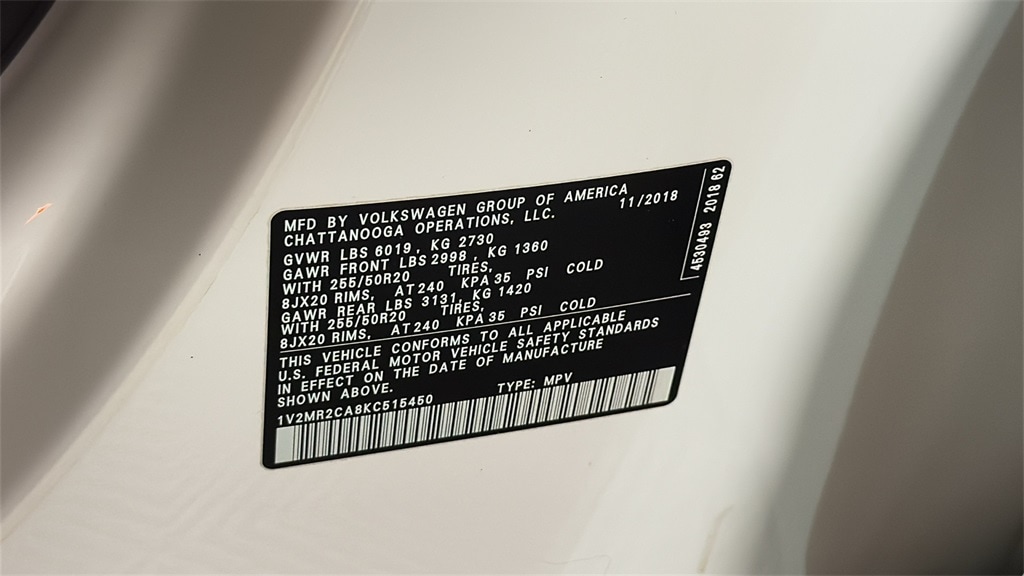 MFD BY VOLKSWAGEN GROUP OF AMERICA
CHATTANOOGA OPERATIONS, LLC. 11/2018
GVWR LBS 6019, KG 2730
GAWR FRONT LBS 2998, KG 1360
WITH 255/50R20 TIRES,
8JX20 RIMS, AT 240 KPA 35 PSI COLD
GAWR REAR LBS 3131, KG 1420
WITH 255/50R20 TIRES,
8JX20 RIMS, AT 240 KPA 35 PSI COLD
THIS VEHICLE CONFORMS TO ALL APPLICABLE
U.S. FEDERAL MOTOR VEHICLE SAFETY STANDARDS
IN EFFECT ON THE DATE OF MANUFACTURE
SHOWN ABOVE.
1V2MR2CA8KC515450 TYPE: MPV
4530493 2018 62